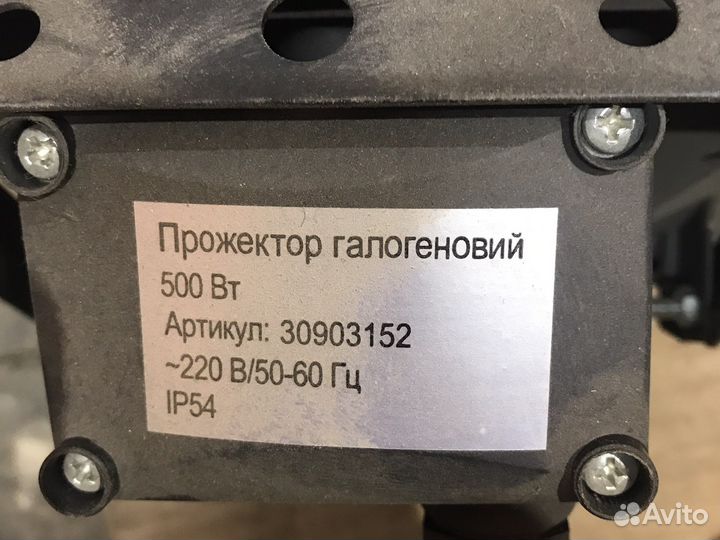 Прожектор галогеновий
500 Вт
Артикул: 30903152
~220 В/50-60 Гц
IP54
Avito